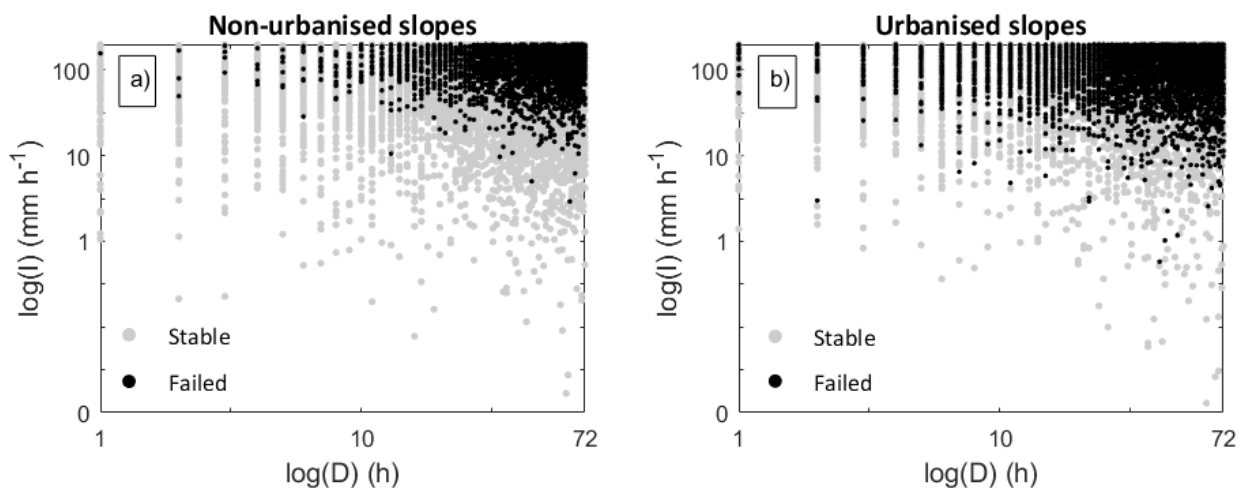 Non-urbanised slopes
a)
100
10
1
0
log(I) (mm h⁻¹)
Stable
Failed
1
10
72
log(D) (h)
Urbanised slopes
b)
100
10
1
0
log(I) (mm h⁻¹)
Stable
Failed
1
10
72
log(D) (h)